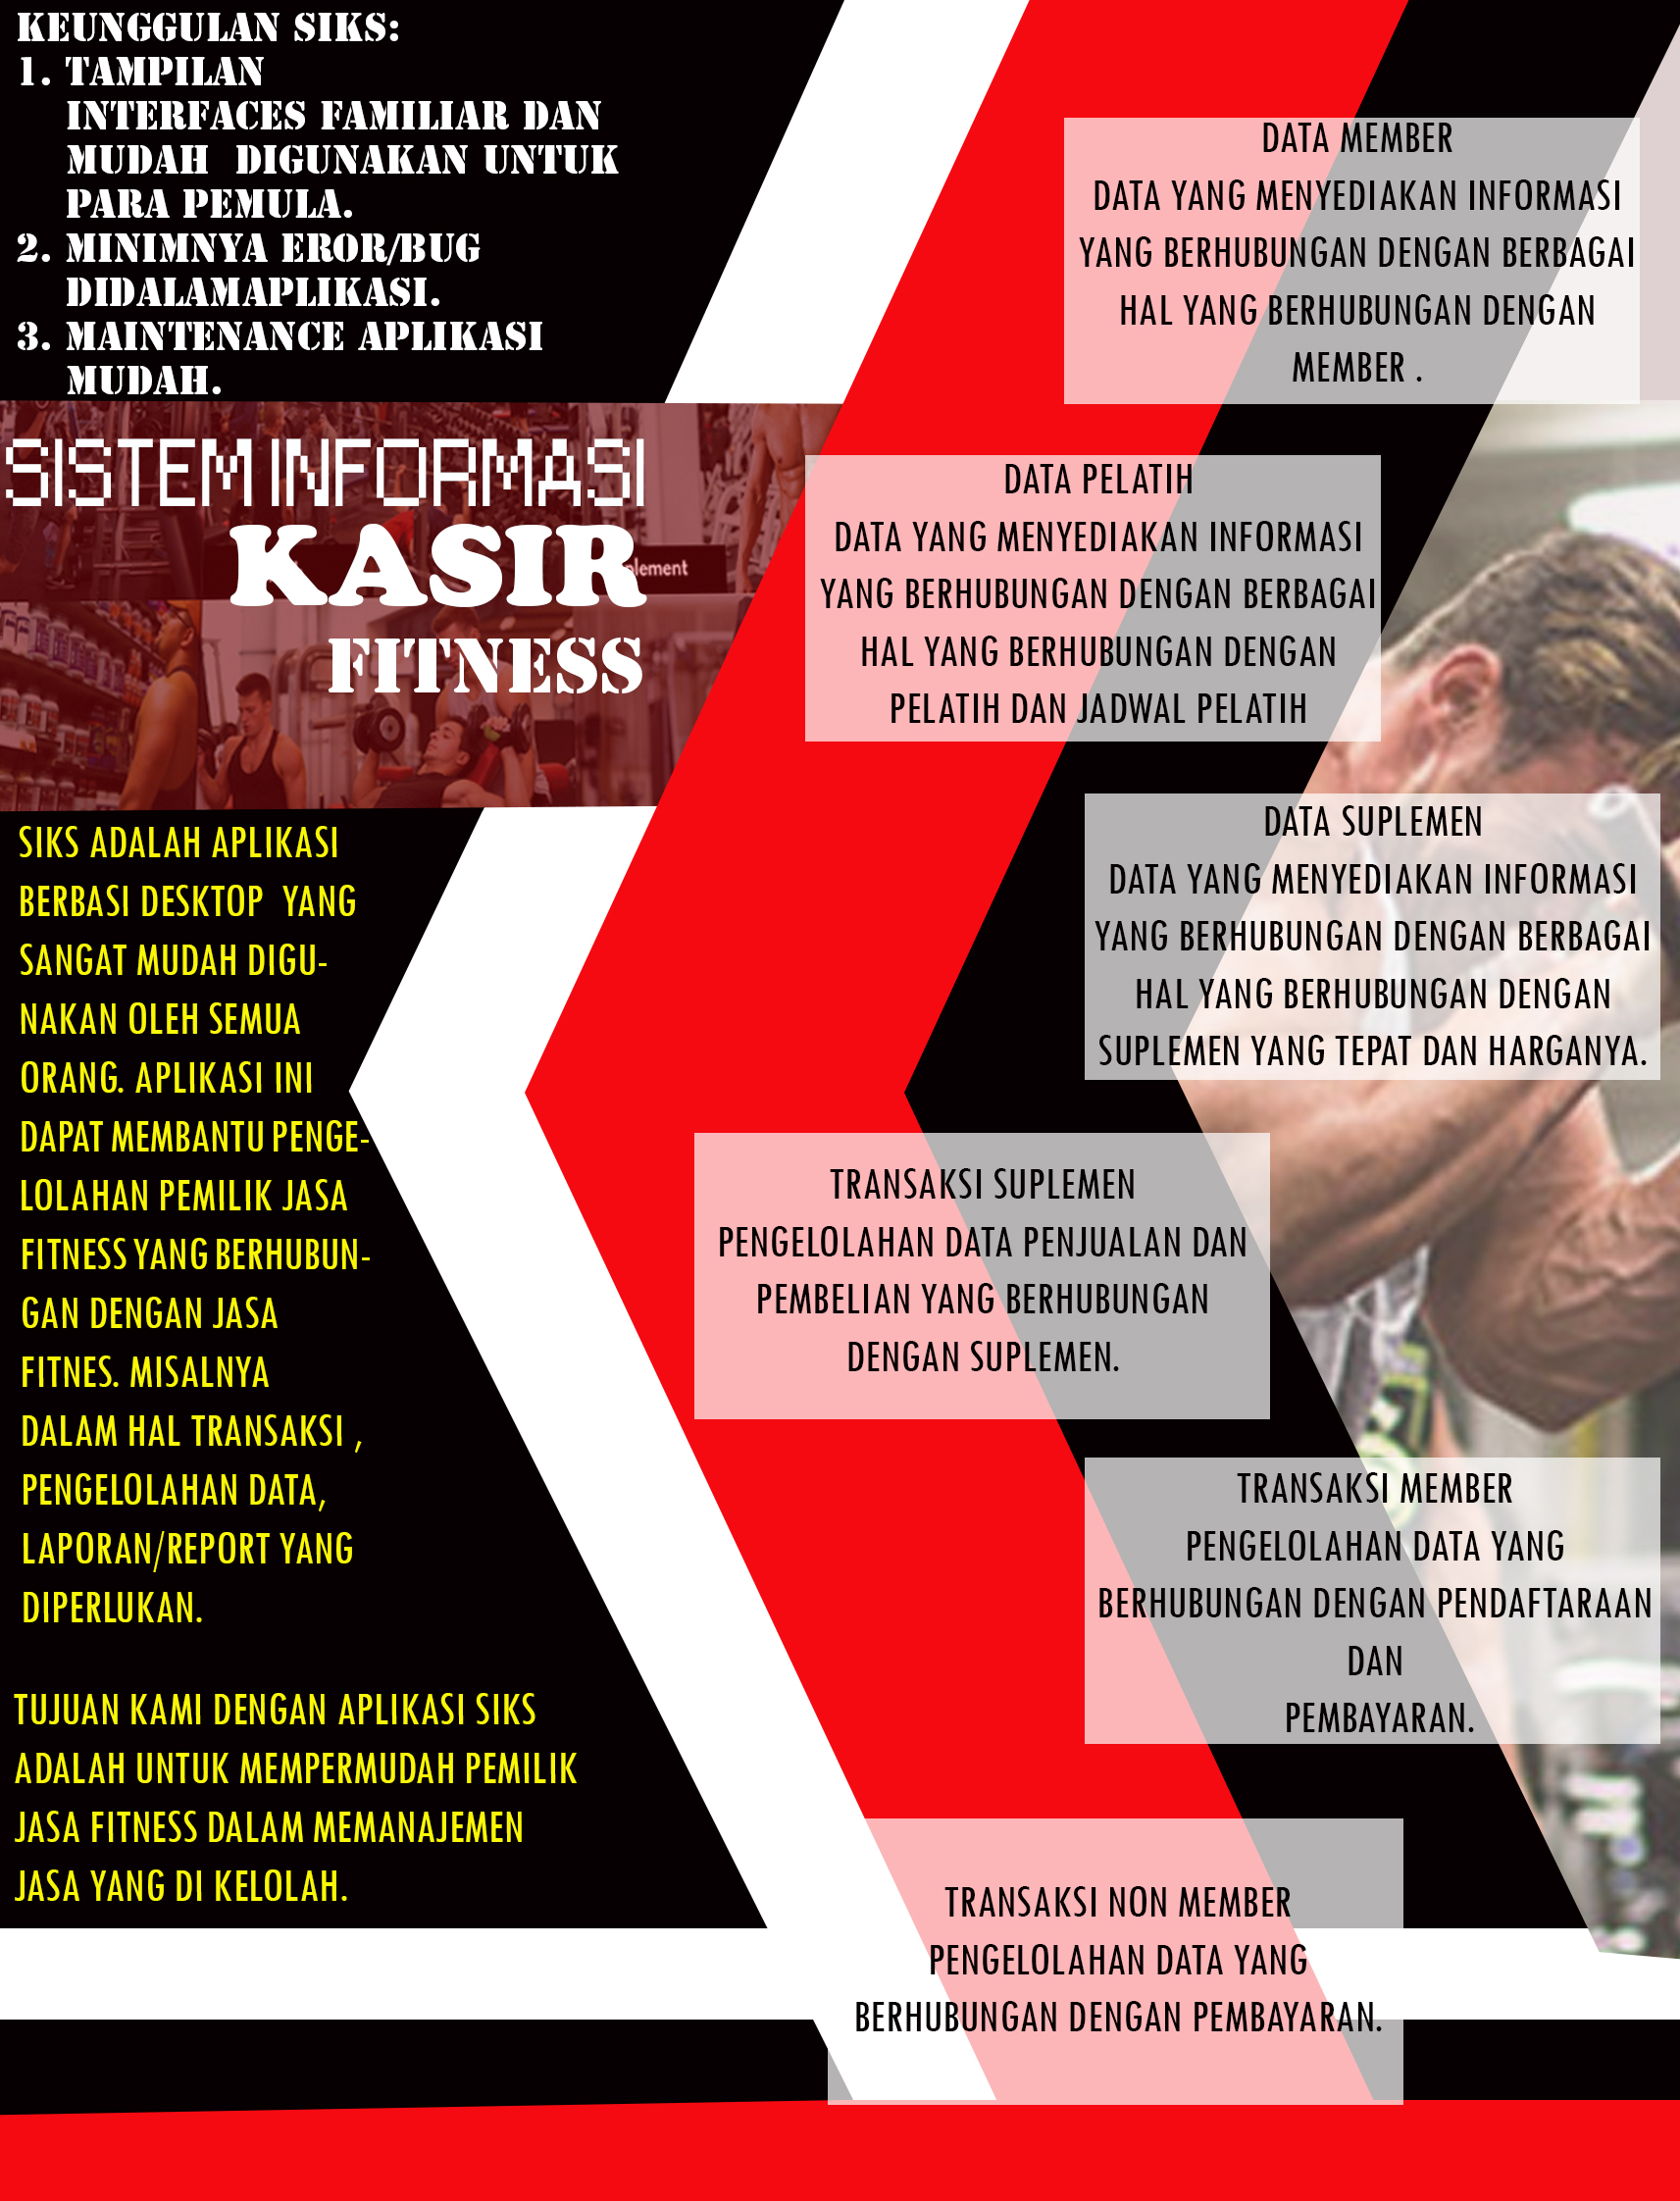 KEUNGGULAN SIKS:
1. TAMPILAN
INTERFACES FAMILIAR DAN
MUDAH DIGUNAKAN UNTUK
PARA PEMULA.
2. MINIMNYA EROR/BUG
DIDALAMAPLIKASI.
3. MAINTENANCE APLIKASI
MUDAH.
SISTEM INFORMASI
KASIR
FITNESS
SIKS ADALAH APLIKASI
BERBASI DESKTOP YANG
SANGAT MUDAH DIGU-
NAKAN OLEH SEMUA
ORANG. APLIKASI INI
DAPAT MEMBANTU PENGE-
LOLAHAN PEMILIK JASA
FITNESS YANG BERHUBUN-
GAN DENGAN JASA
FITNES. MISALNYA
DALAM HAL TRANSAKSI ,
PENGELOLAHAN DATA,
LAPORAN/REPORT YANG
DIPERLUKAN.
TUJUAN KAMI DENGAN APLIKASI SIKS
ADALAH UNTUK MEMPERMUDAH PEMILIK
JASA FITNESS DALAM MEMANAJEMEN
JASA YANG DI KELOLAH.
DATA MEMBER
DATA YANG MENYEDIAKAN INFORMASI
YANG BERHUBUNGAN DENGAN BERBAGAI
HAL YANG BERHUBUNGAN DENGAN
MEMBER .
DATA PELATIH
DATA YANG MENYEDIAKAN INFORMASI
YANG BERHUBUNGAN DENGAN BERBAGAI
HAL YANG BERHUBUNGAN DENGAN
PELATIH DAN JADWAL PELATIH
DATA SUPLEMEN
DATA YANG MENYEDIAKAN INFORMASI
YANG BERHUBUNGAN DENGAN BERBAGAI
HAL YANG BERHUBUNGAN DENGAN
SUPLEMEN YANG TEPAT DAN HARGANYA.
TRANSAKSI SUPLEMEN
PENGELOLAHAN DATA PENJUALAN DAN
PEMBELIAN YANG BERHUBUNGAN
DENGAN SUPLEMEN.
TRANSAKSI MEMBER
PENGELOLAHAN DATA YANG
BERHUBUNGAN DENGAN PENDAFTARAAN
DAN
PEMBAYARAN.
TRANSAKSI NON MEMBER
PENGELOLAHAN DATA YANG
BERHUBUNGAN DENGAN PEMBAYARAN.